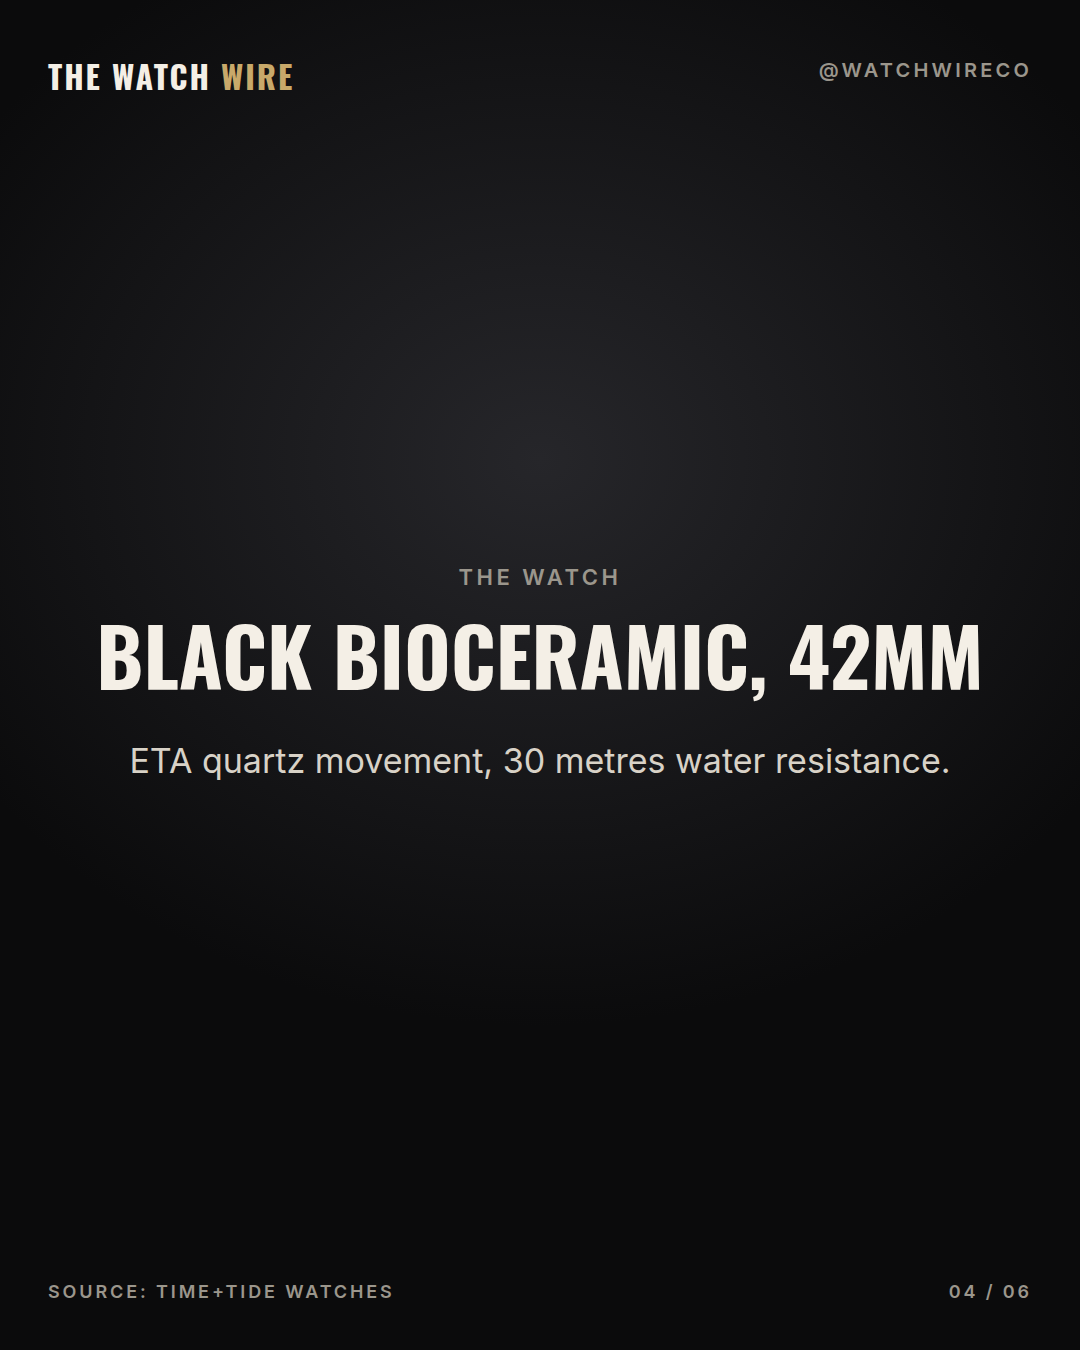 THE WATCH WIRE
@WATCHWIRECO
THE WATCH
BLACK BIOCERAMIC, 42MM
ETA quartz movement, 30 metres water resistance.
SOURCE: TIME+TIDE WATCHES
04 / 06